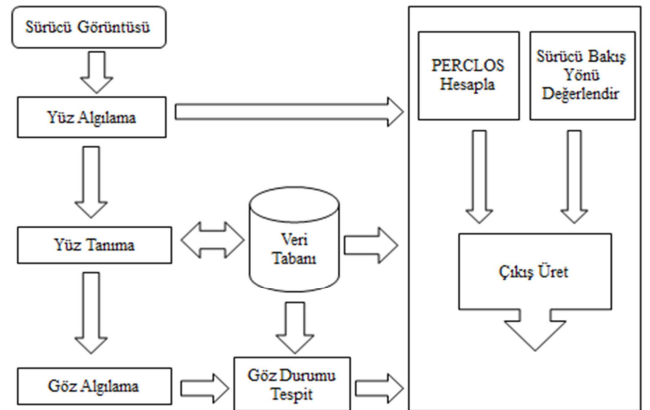 Sürücü Görüntüsü
Yüz Algılama
Yüz Tanıma
Göz Algılama
Veri
Tabanı
Göz Durumu
Tespit
PERCLOS
Hesapla
Sürücü Bakış
Yönü
Değerlendir
Çıkış Üret